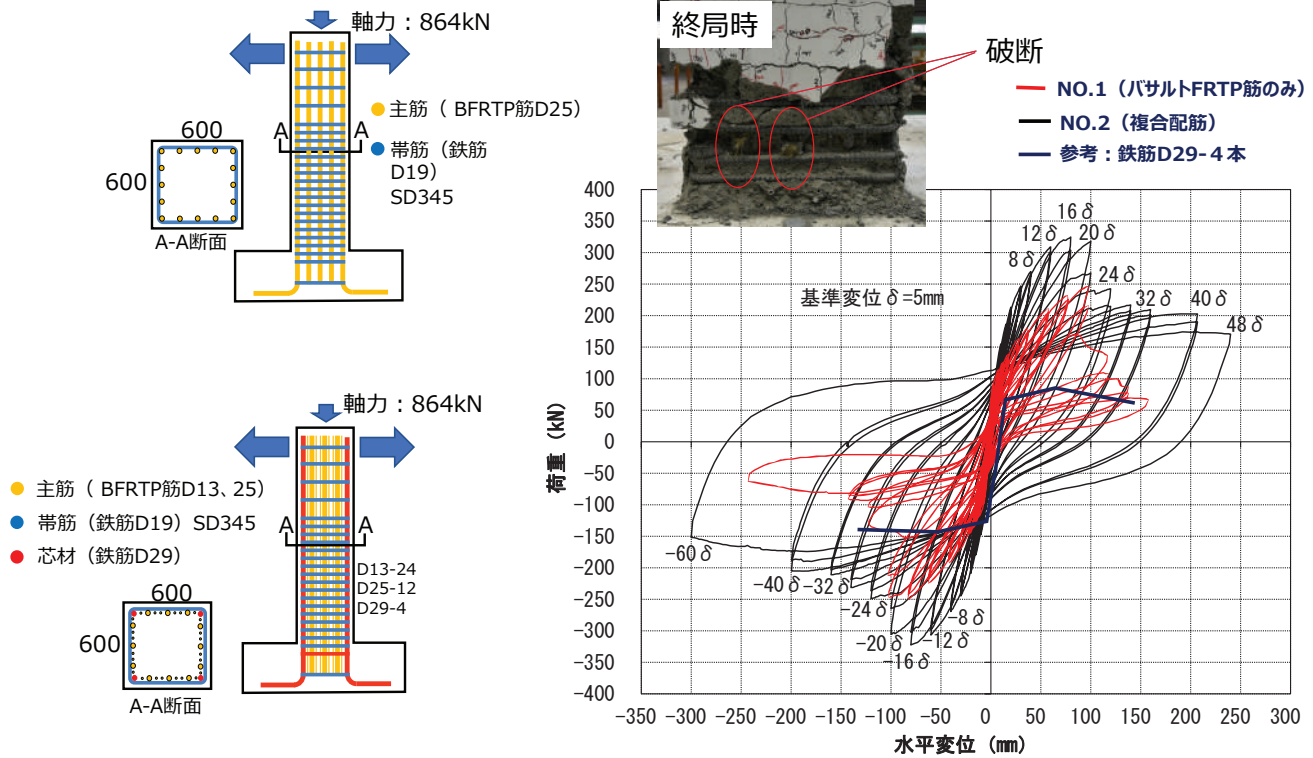 軸力：864kN
主筋（ BFRTP筋D25）
帯筋（鉄筋
D19）
SD345
A
A
600
600
A-A断面
軸力：864kN
主筋（ BFRTP筋D13、25）
帯筋（鉄筋D19）SD345
芯材（鉄筋D29）
A
A
D13-24
D25-12
D29-4
600
600
A-A断面
終局時
破断
NO.1（バサルトFRTP筋のみ）
NO.2（複合配筋）
参考：鉄筋D29-４本
基準変位δ=5mm
8δ
12δ
16δ
20δ
24δ
32δ
40δ
48δ
-60δ
-40δ
-32δ
-24δ
-20δ
-16δ
-12δ
-8δ
400
350
300
250
200
150
100
50
0
-50
-100
-150
-200
-250
-300
-350
-400
荷重（kN）
-350 -300 -250 -200 -150 -100 -50 0 50 100 150 200 250 300
水平変位（mm）